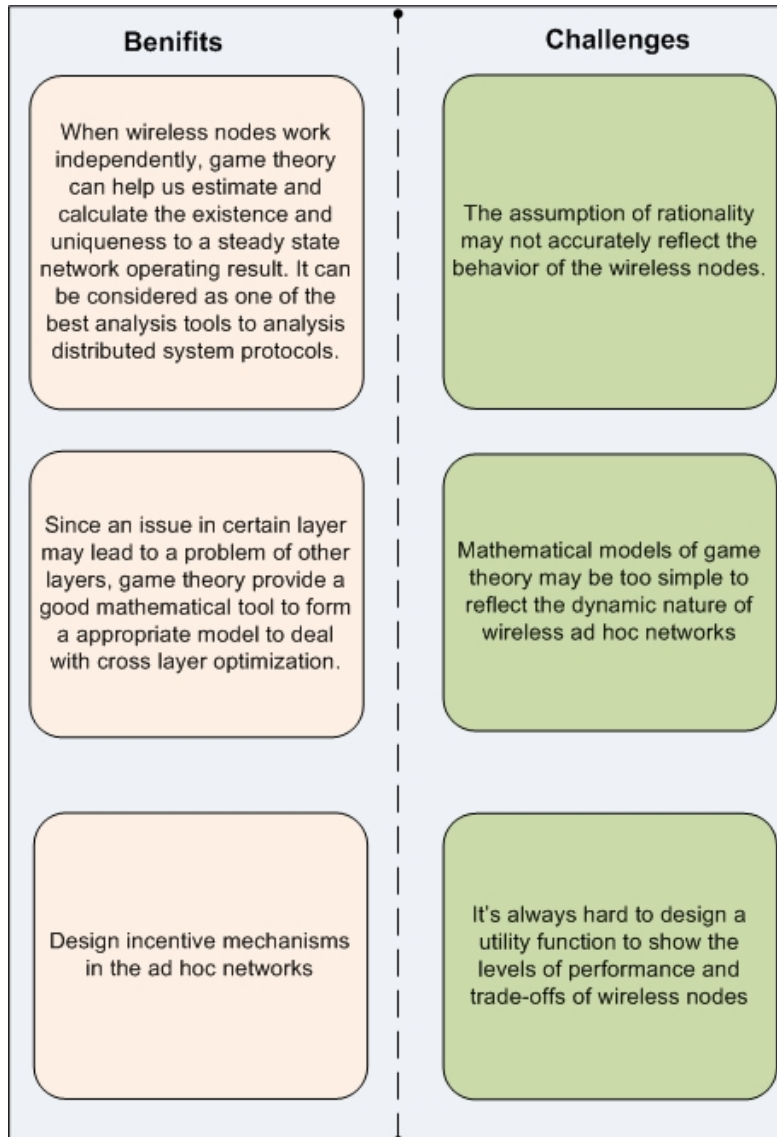 Benifits
When wireless nodes work
independently, game theory
can help us estimate and
calculate the existence and
uniqueness to a steady state
network operating result. It can
be considered as one of the
best analysis tools to analysis
distributed system protocols.
Since an issue in certain layer
may lead to a problem of other
layers, game theory provide a
good mathematical tool to form
a appropriate model to deal
with cross layer optimization.
Design incentive mechanisms
in the ad hoc networks
Challenges
The assumption of rationality
may not accurately reflect the
behavior of the wireless nodes.
Mathematical models of game
theory may be too simple to
reflect the dynamic nature of
wireless ad hoc networks
It's always hard to design a
utility function to show the
levels of performance and
trade-offs of wireless nodes